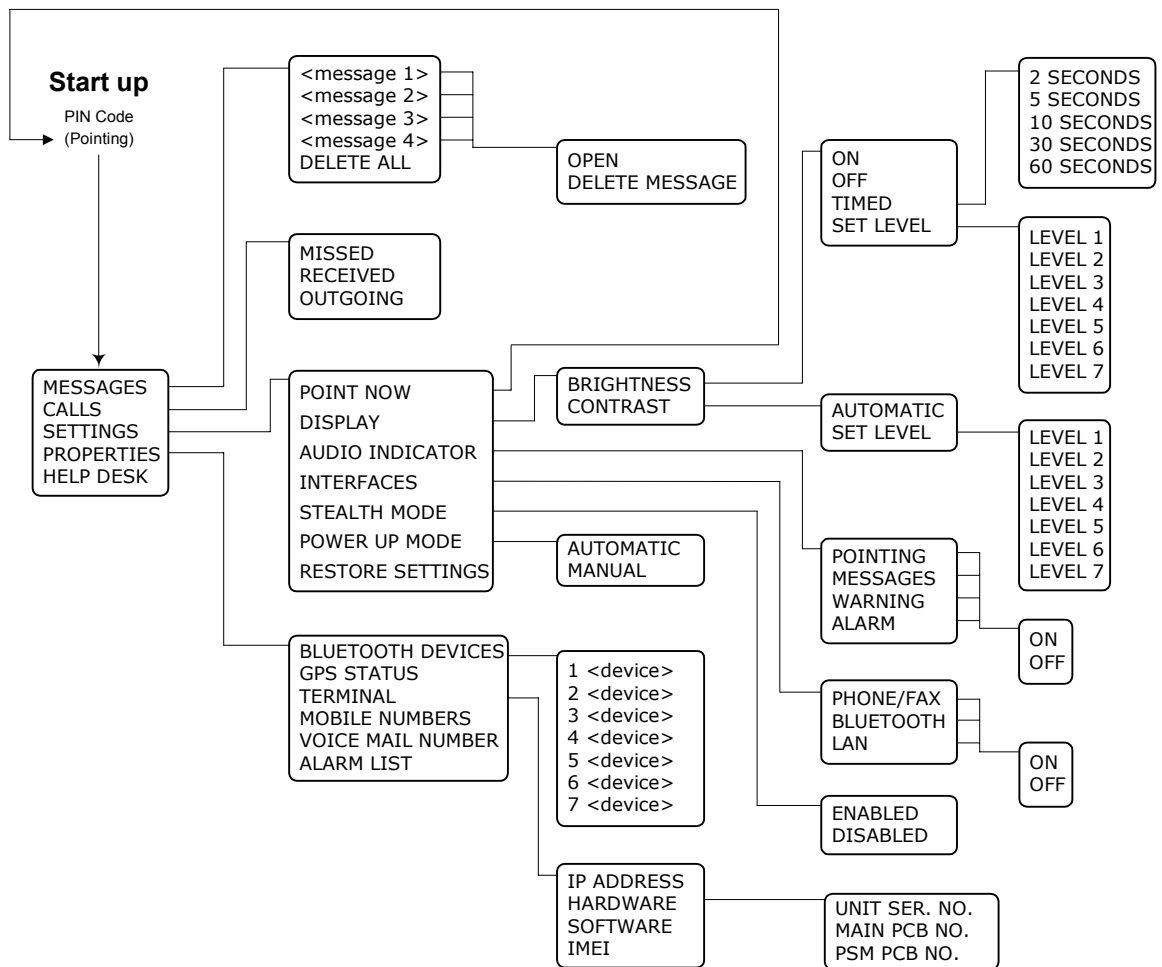 Start up
PIN Code
(Pointing)
MESSAGES
CALLS
SETTINGS
PROPERTIES
HELP DESK
<message 1>
<message 2>
<message 3>
<message 4>
DELETE ALL
OPEN
DELETE MESSAGE
MISSED
RECEIVED
OUTGOING
POINT NOW
DISPLAY
AUDIO INDICATOR
INTERFACES
STEALTH MODE
POWER UP MODE
RESTORE SETTINGS
BRIGHTNESS
CONTRAST
ON
OFF
TIMED
SET LEVEL
2 SECONDS
5 SECONDS
10 SECONDS
30 SECONDS
60 SECONDS
LEVEL 1
LEVEL 2
LEVEL 3
LEVEL 4
LEVEL 5
LEVEL 6
LEVEL 7
AUTOMATIC
SET LEVEL
LEVEL 1
LEVEL 2
LEVEL 3
LEVEL 4
LEVEL 5
LEVEL 6
LEVEL 7
POINTING
MESSAGES
WARNING
ALARM
ON
OFF
PHONE/FAX
BLUETOOTH
LAN
ON
OFF
ENABLED
DISABLED
AUTOMATIC
MANUAL
BLUETOOTH DEVICES
GPS STATUS
TERMINAL
MOBILE NUMBERS
VOICE MAIL NUMBER
ALARM LIST
1 <device>
2 <device>
3 <device>
4 <device>
5 <device>
6 <device>
7 <device>
IP ADDRESS
HARDWARE
SOFTWARE
IMEI
UNIT SER. NO.
MAIN PCB NO.
PSM PCB NO.